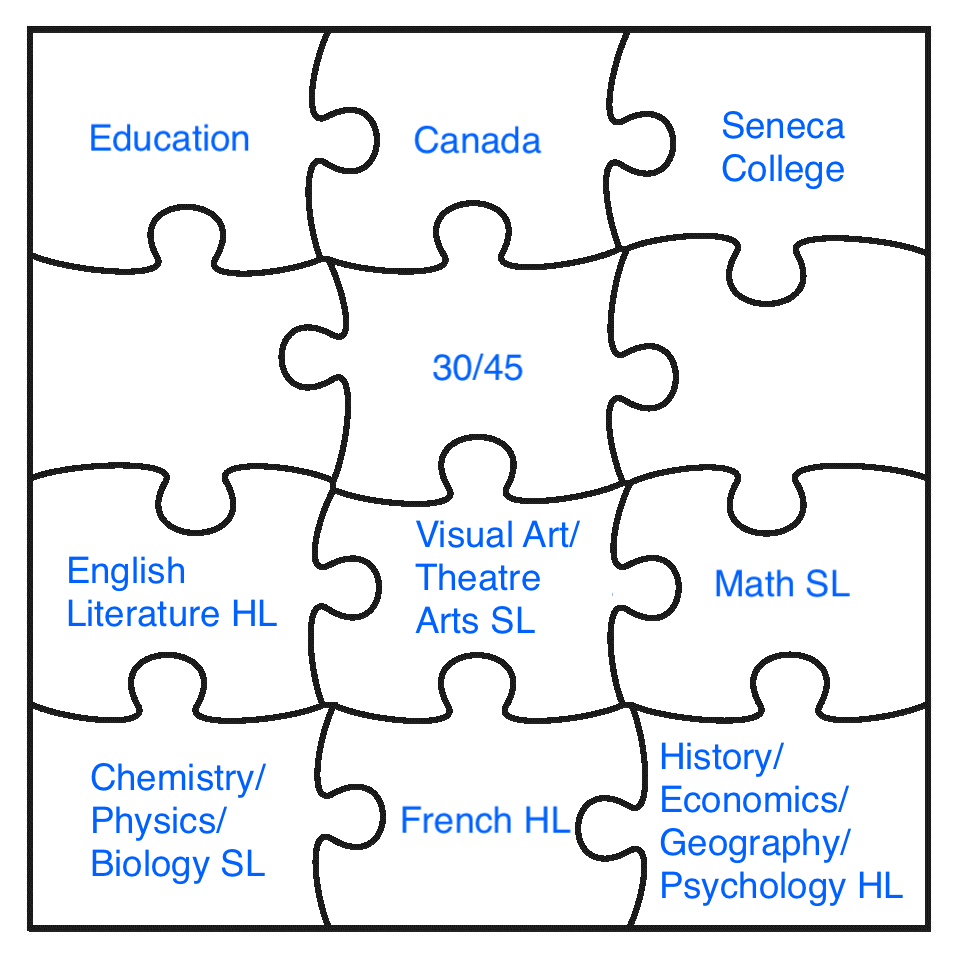 Education
Canada
Seneca
College
30/45
English
Literature HL
Visual Art/
Theatre
Arts SL
Math SL
Chemistry/
Physics/
Biology SL
French HL
History/
Economics/
Geography/
Psychology HL